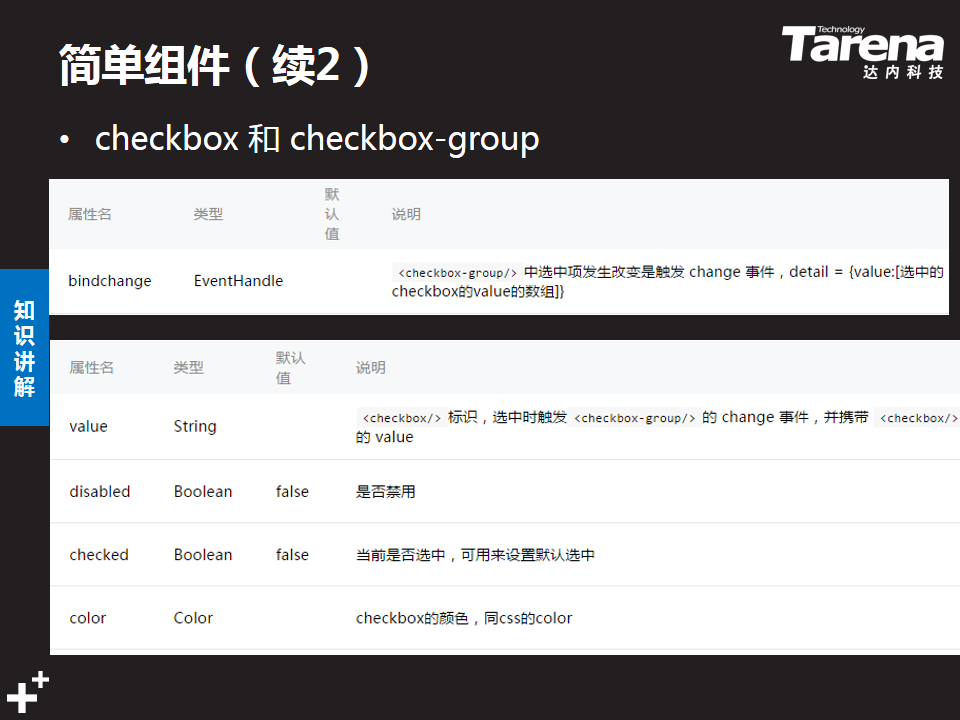 简单组件（续2）
Technology
Tarena
达内科技
• checkbox 和 checkbox-group
属性名 类型 默认值 说明
bindchange EventHandle <checkbox-group/> 中选中项发生改变是触发 change 事件，detail = {value:[选中的
checkbox的value的数组]}
知识讲解
属性名 类型 默认值 说明
value String <checkbox/> 标识，选中时触发 <checkbox-group/> 的 change 事件，并携带 <checkbox/>
的 value
disabled Boolean false 是否禁用
checked Boolean false 当前是否选中，可用来设置默认选中
color Color checkbox的颜色，同css的color